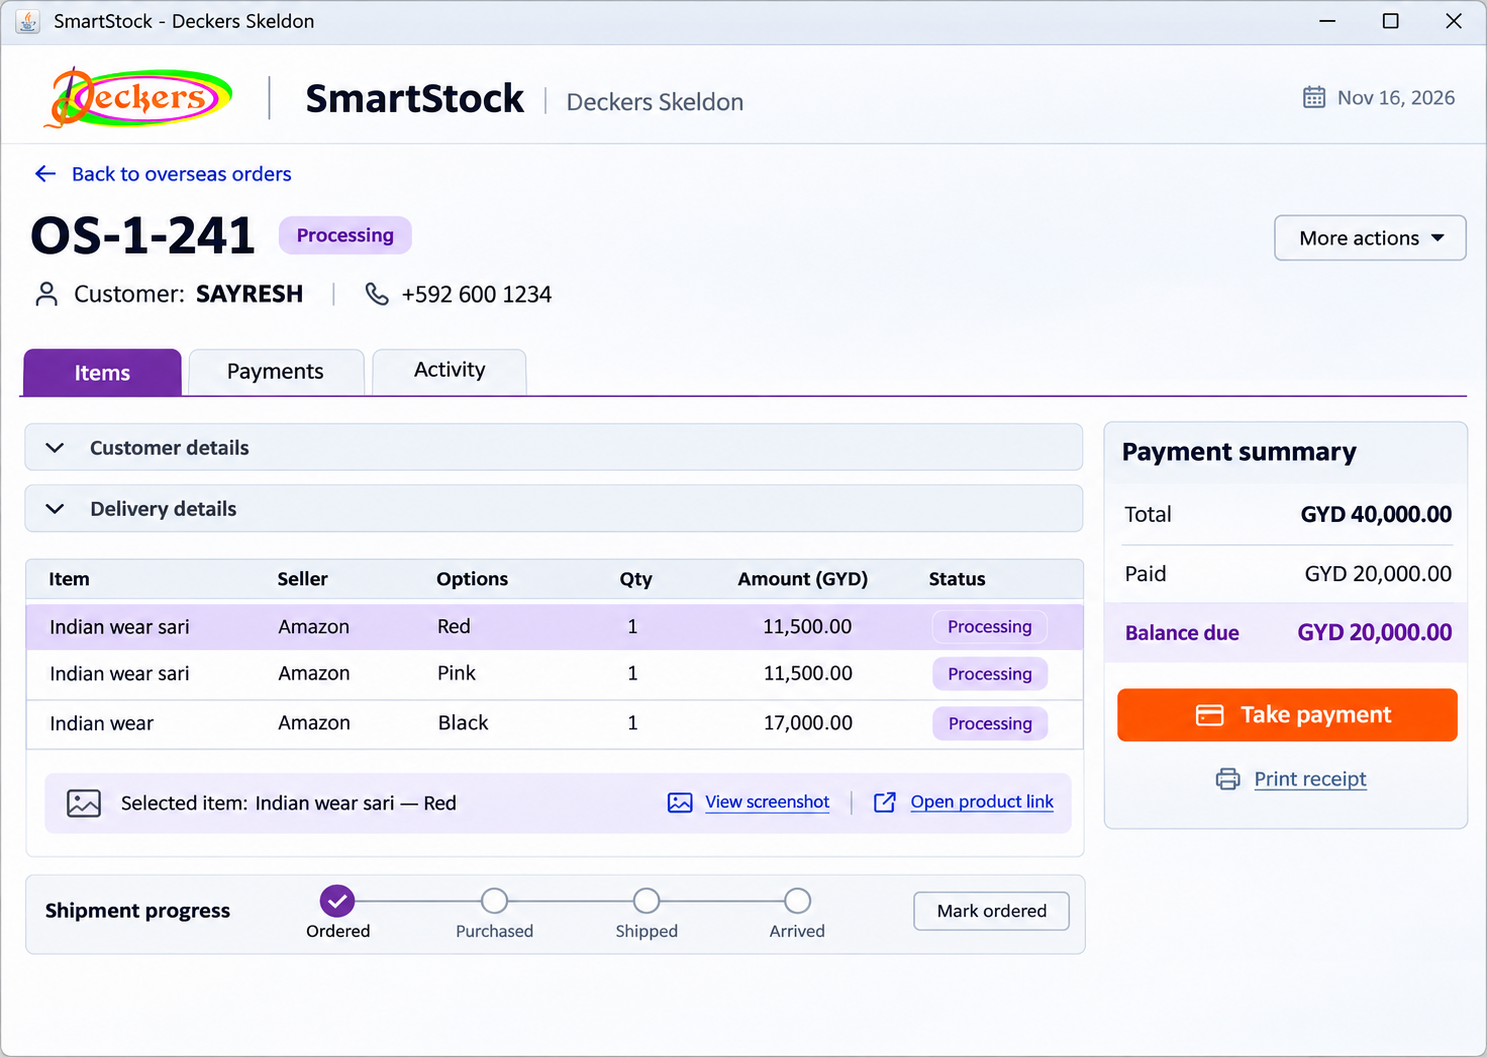 SmartStock - Deckers Skeldon
Deckers
SmartStock
Deckers Skeldon
Nov 16, 2026
Back to overseas orders
OS-1-241
Processing
More actions
Customer: SAYRESH
+592 600 1234
Items
Payments
Activity
Customer details
Delivery details
Item Seller Options Qty Amount (GYD) Status
Indian wear sari Amazon Red 1 11,500.00 Processing
Indian wear sari Amazon Pink 1 11,500.00 Processing
Indian wear Amazon Black 1 17,000.00 Processing
Selected item: Indian wear sari — Red
View screenshot
Open product link
Payment summary
Total GYD 40,000.00
Paid GYD 20,000.00
Balance due GYD 20,000.00
Take payment
Print receipt
Shipment progress
Ordered
Purchased
Shipped
Arrived
Mark ordered